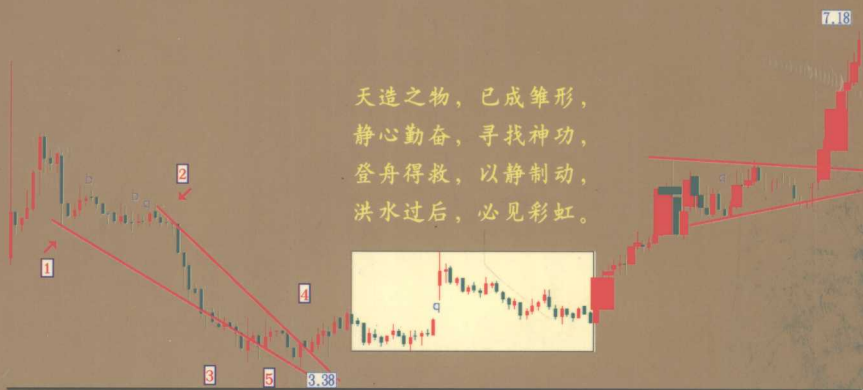 7.18
天造之物，已成雏形，
静心勤奋，寻找神功，
登舟得救，以静制动，
洪水过后，必见彩虹。
2
1
4
q
3
5
3.38